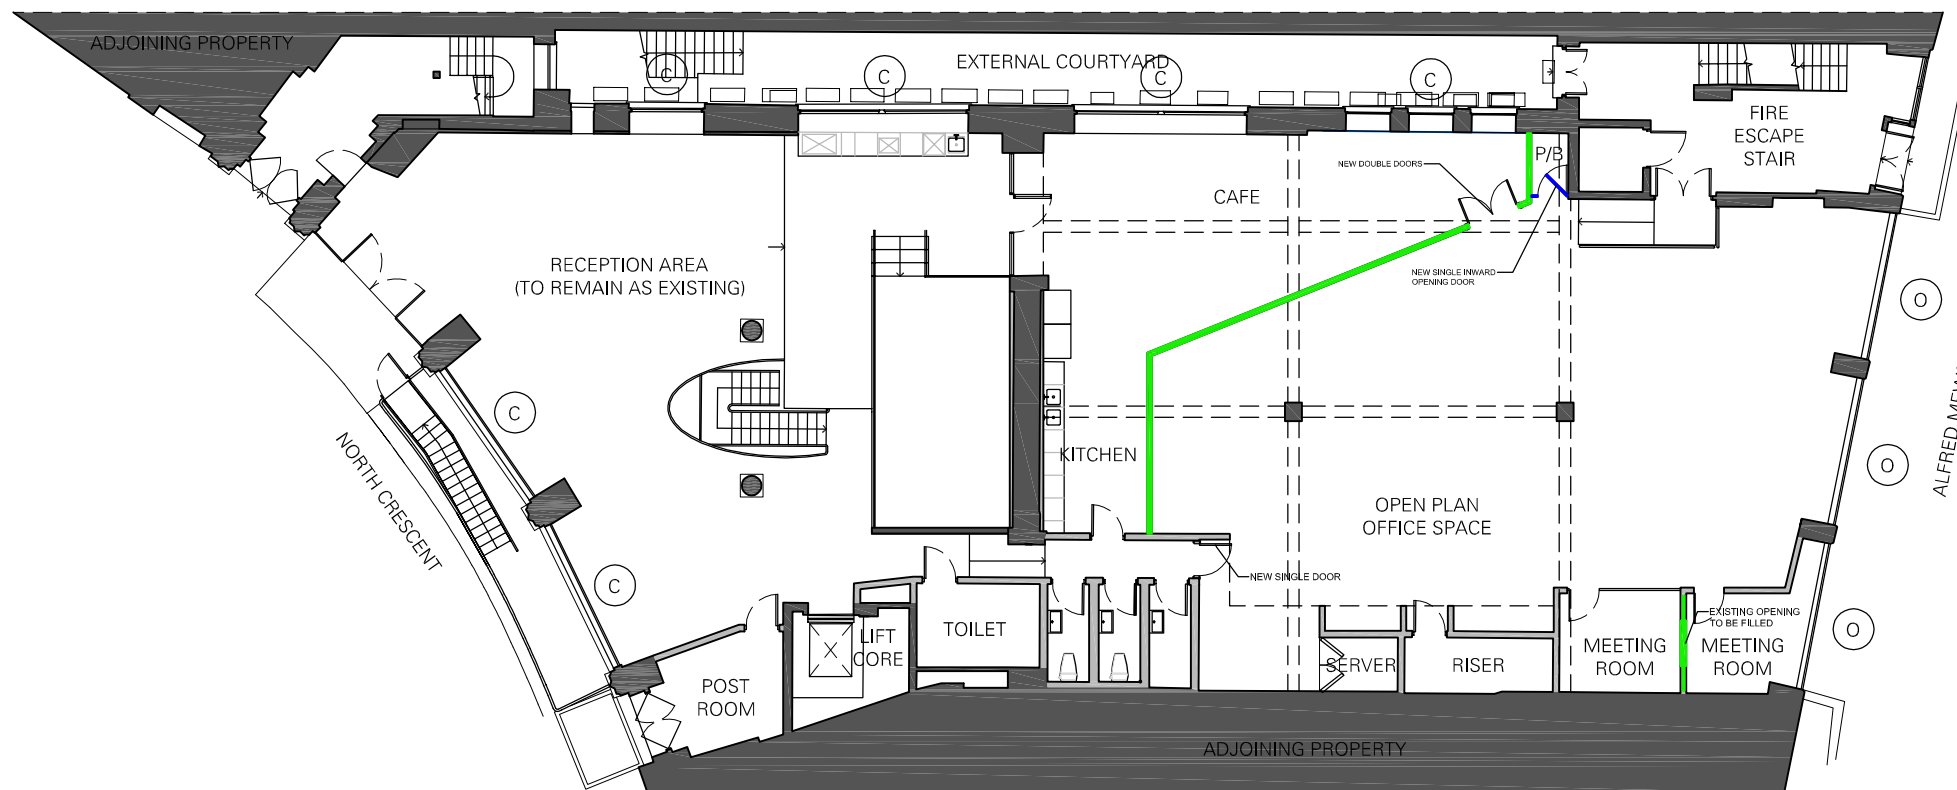 ADJOINING PROPERTY
EXTERNAL COURTYARD
C
C
C
C
FIRE
ESCAPE
STAIR
P/B
NEW DOUBLE DOORS
CAFE
RECEPTION AREA
(TO REMAIN AS EXISTING)
NEW SINGLE INWARD
OPENING DOOR
O
C
NORTH CRESCENT
KITCHEN
O
OPEN PLAN
OFFICE SPACE
C
NEW SINGLE DOOR
EXISTING OPENING
TO BE FILLED
O
TOILET
LIFT
CORE
MEETING
ROOM
MEETING
ROOM
SERVER
RISER
POST
ROOM
ADJOINING PROPERTY
ALFRED